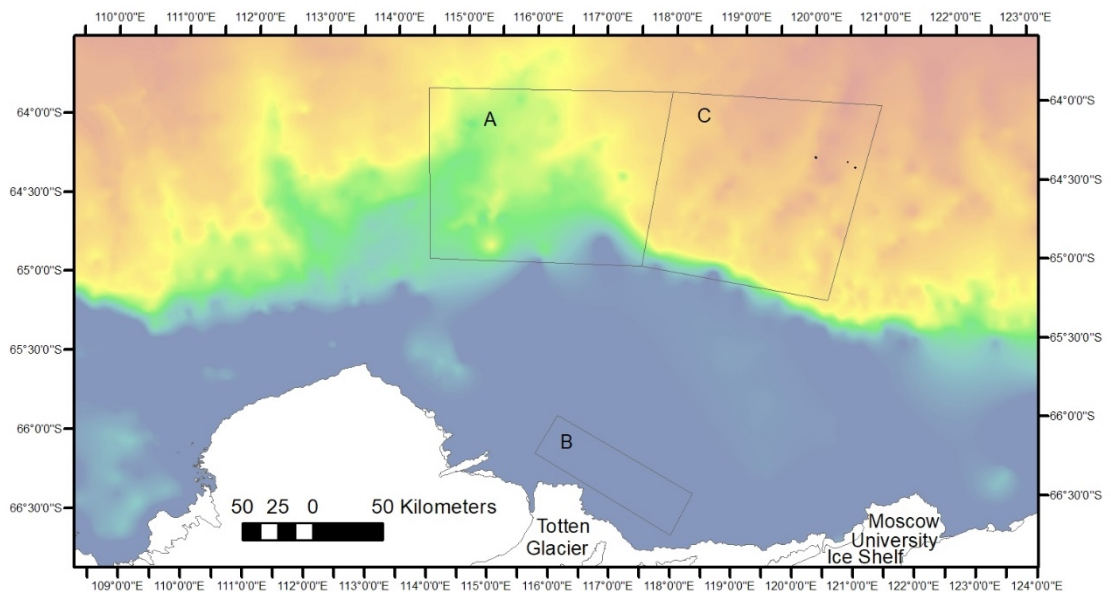 110°0'0"E 111°0'0"E 112°0'0"E 113°0'0"E 114°0'0"E 115°0'0"E 116°0'0"E 117°0'0"E 118°0'0"E 119°0'0"E 120°0'0"E 121°0'0"E 122°0'0"E 123°0'0"E
64°0'0"S 64°0'0"S
A C
64°30'0"S 64°30'0"S
65°0'0"S 65°0'0"S
65°30'0"S 65°30'0"S
66°0'0"S 66°0'0"S
B
66°30'0"S 66°30'0"S
50 25 0 50 Kilometers
Totten
Glacier
Moscow
University
Ice Shelf
109°0'0"E 110°0'0"E 111°0'0"E 112°0'0"E 113°0'0"E 114°0'0"E 115°0'0"E 116°0'0"E 117°0'0"E 118°0'0"E 119°0'0"E 120°0'0"E 121°0'0"E 122°0'0"E 123°0'0"E 124°0'0"E